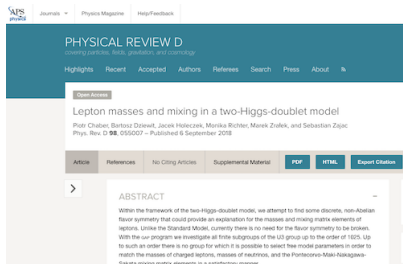 APS
physics
Journals
Physics Magazine
Help/Feedback
PHYSICAL REVIEW D
covering particles, fields, gravitation, and cosmology
Highlights Recent Accepted Authors Referees Search Press About
Open Access
Lepton masses and mixing in a two-Higgs-doublet model
Piotr Chaber, Bartosz Dziewit, Jacek Holeczek, Monika Richter, Marek Zrałek, and Sebastian Zajac
Phys. Rev. D 98, 055007 – Published 6 September 2018
Article References No Citing Articles Supplemental Material PDF HTML Export Citation
ABSTRACT
Within the framework of the two-Higgs-doublet model, we attempt to find some discrete, non-Abelian
flavor symmetry that could provide an explanation for the masses and mixing matrix elements of
leptons. Unlike the Standard Model, currently there is no need for the flavor symmetry to be broken.
With the GAP program we investigate all finite subgroups of the U3 group up to the order of 1025. Up
to such an order there is no group for which it is possible to select free model parameters in order to
match the masses of charged leptons, masses of neutrinos, and the Pontecorvo-Maki-Nakagawa-
Sakata mixing matrix elements in a satisfactory manner.